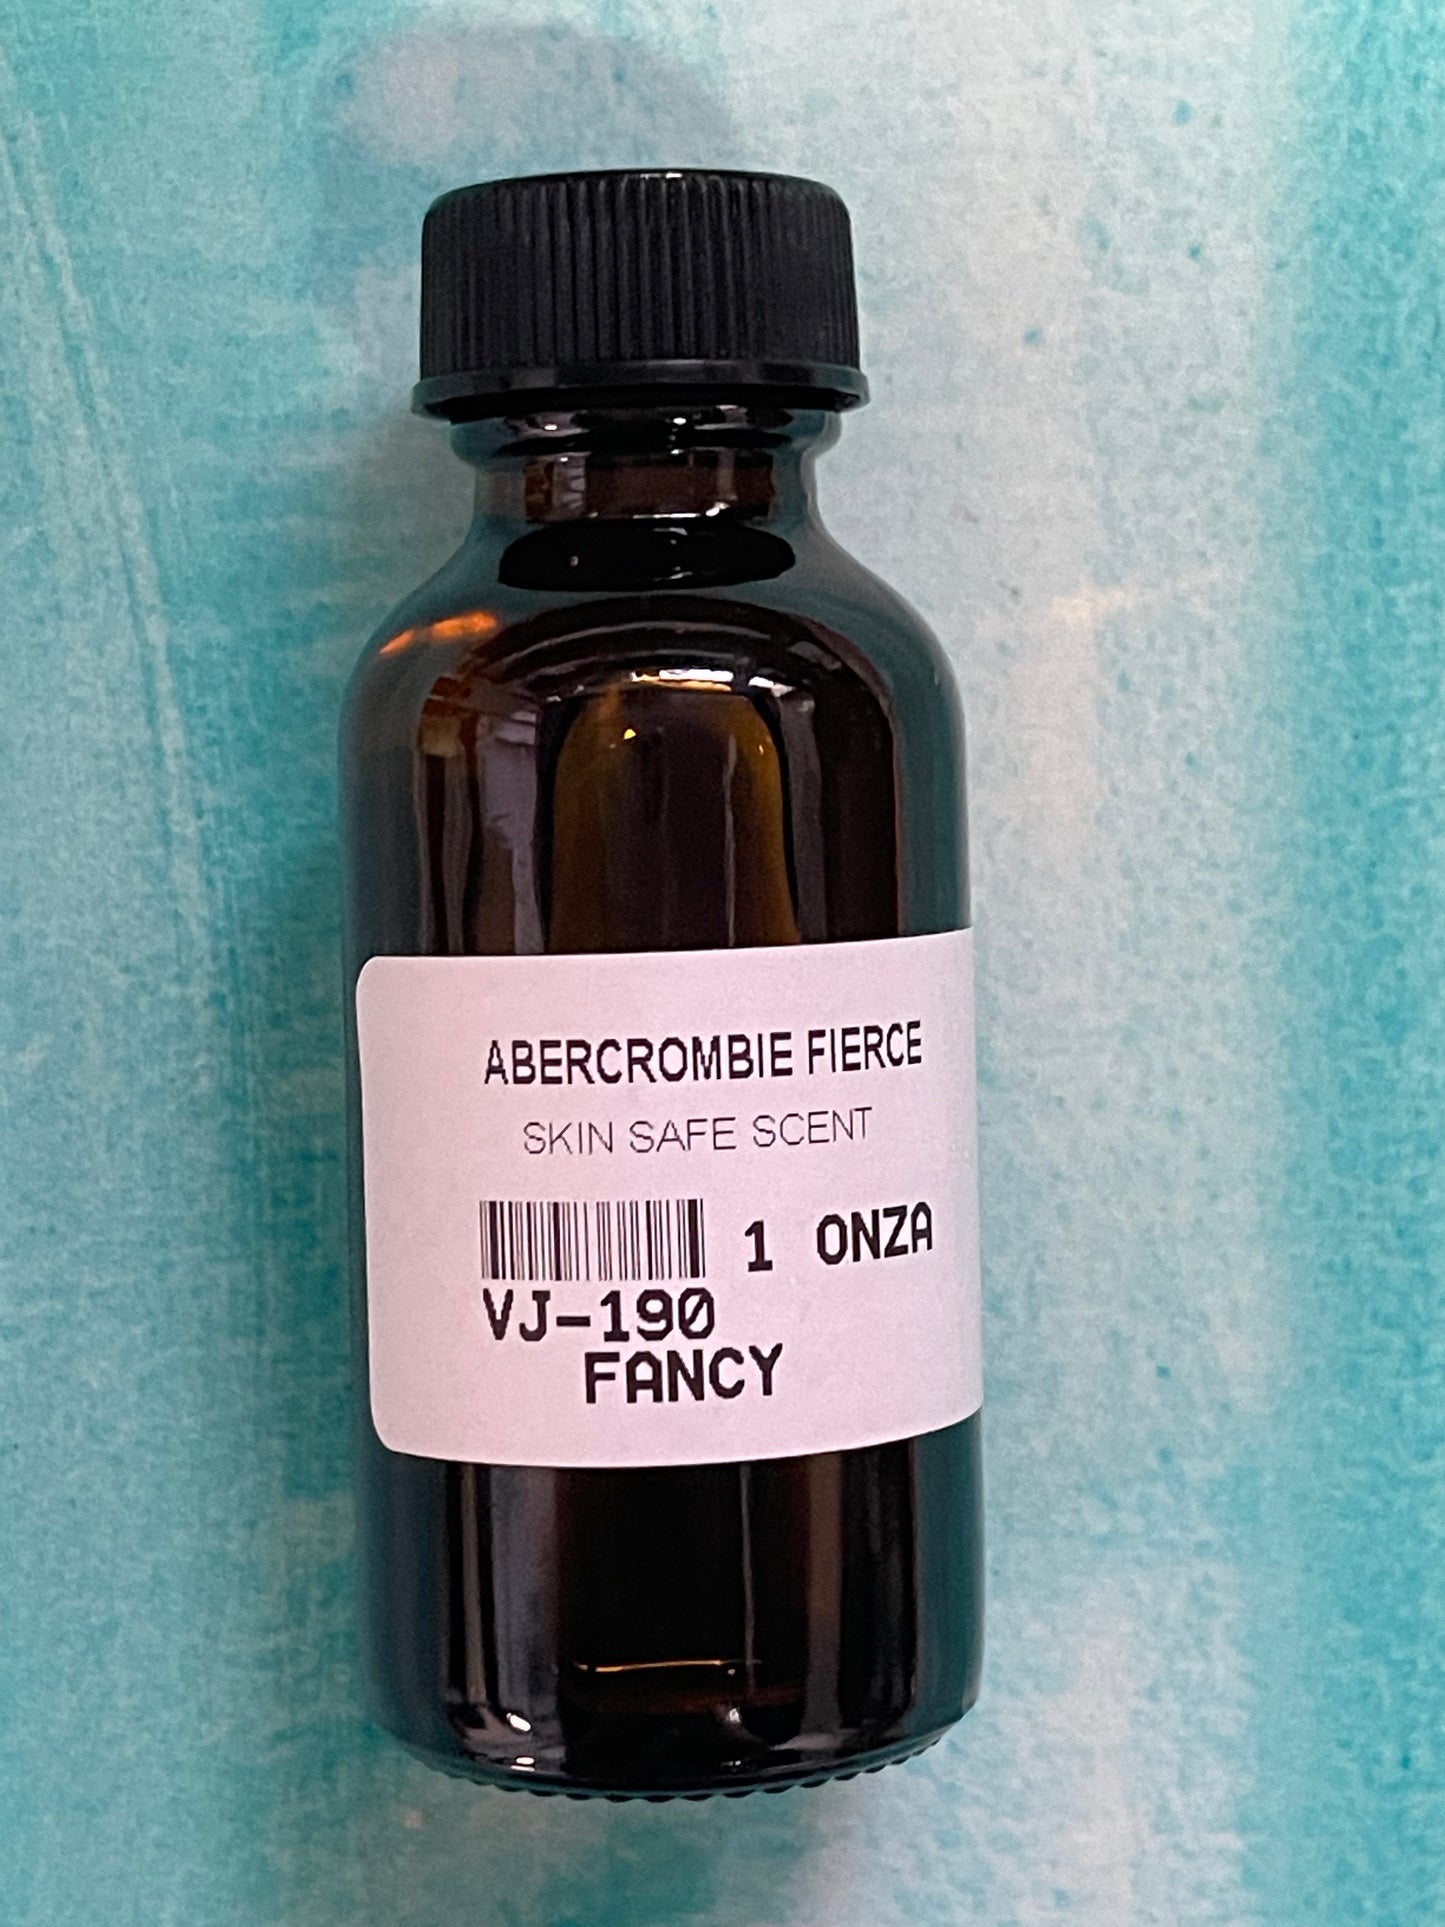 ABERCROMBIE FIERCE
SKIN SAFE SCENT
1 ONZA
VJ-190
FANCY